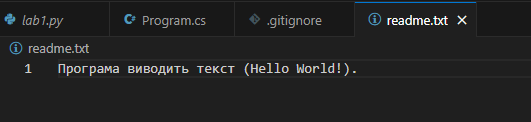 lab1.py
Program.cs
.gitignore
readme.txt
readme.txt
1 Програма виводить текст (Hello World!).